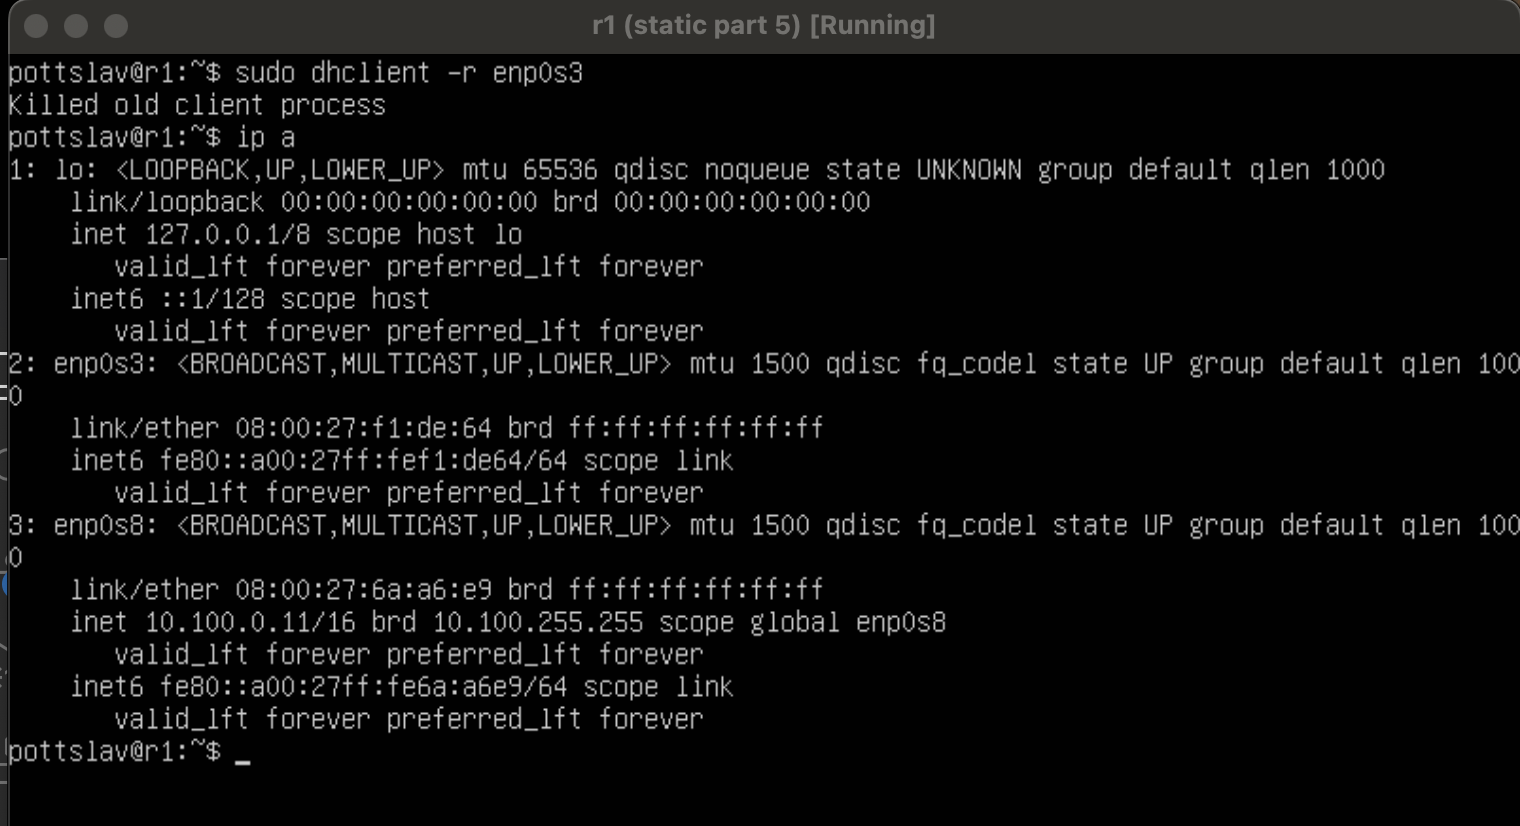 r1 (static part 5) [Running]
pottslav@r1:~$ sudo dhclient -r enp0s3
Killed old client process
pottslav@r1:~$ ip a
1: lo: <LOOPBACK,UP,LOWER_UP> mtu 65536 qdisc noqueue state UNKNOWN group default qlen 1000
    link/loopback 00:00:00:00:00:00 brd 00:00:00:00:00:00
    inet 127.0.0.1/8 scope host lo
       valid_lft forever preferred_lft forever
    inet6 ::1/128 scope host
       valid_lft forever preferred_lft forever
2: enp0s3: <BROADCAST,MULTICAST,UP,LOWER_UP> mtu 1500 qdisc fq_codel state UP group default qlen 100
0
    link/ether 08:00:27:f1:de:64 brd ff:ff:ff:ff:ff:ff
    inet6 fe80::a00:27ff:fef1:de64/64 scope link
       valid_lft forever preferred_lft forever
3: enp0s8: <BROADCAST,MULTICAST,UP,LOWER_UP> mtu 1500 qdisc fq_codel state UP group default qlen 100
0
    link/ether 08:00:27:6a:a6:e9 brd ff:ff:ff:ff:ff:ff
    inet 10.100.0.11/16 brd 10.100.255.255 scope global enp0s8
       valid_lft forever preferred_lft forever
    inet6 fe80::a00:27ff:fe6a:a6e9/64 scope link
       valid_lft forever preferred_lft forever
pottslav@r1:~$ _